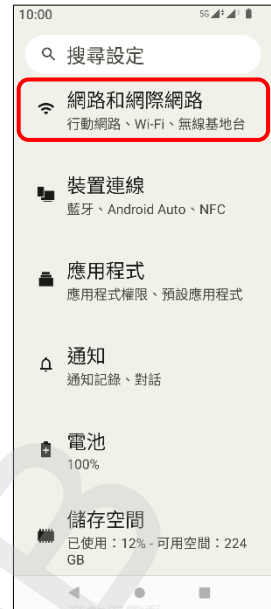 10:00 5G
搜尋設定
網路和網際網路
行動網路、Wi-Fi、無線基地台
裝置連線
藍牙、Android Auto、NFC
應用程式
應用程式權限、預設應用程式
通知
通知記錄、對話
電池
100%
儲存空間
已使用：12% - 可用空間：224
GB